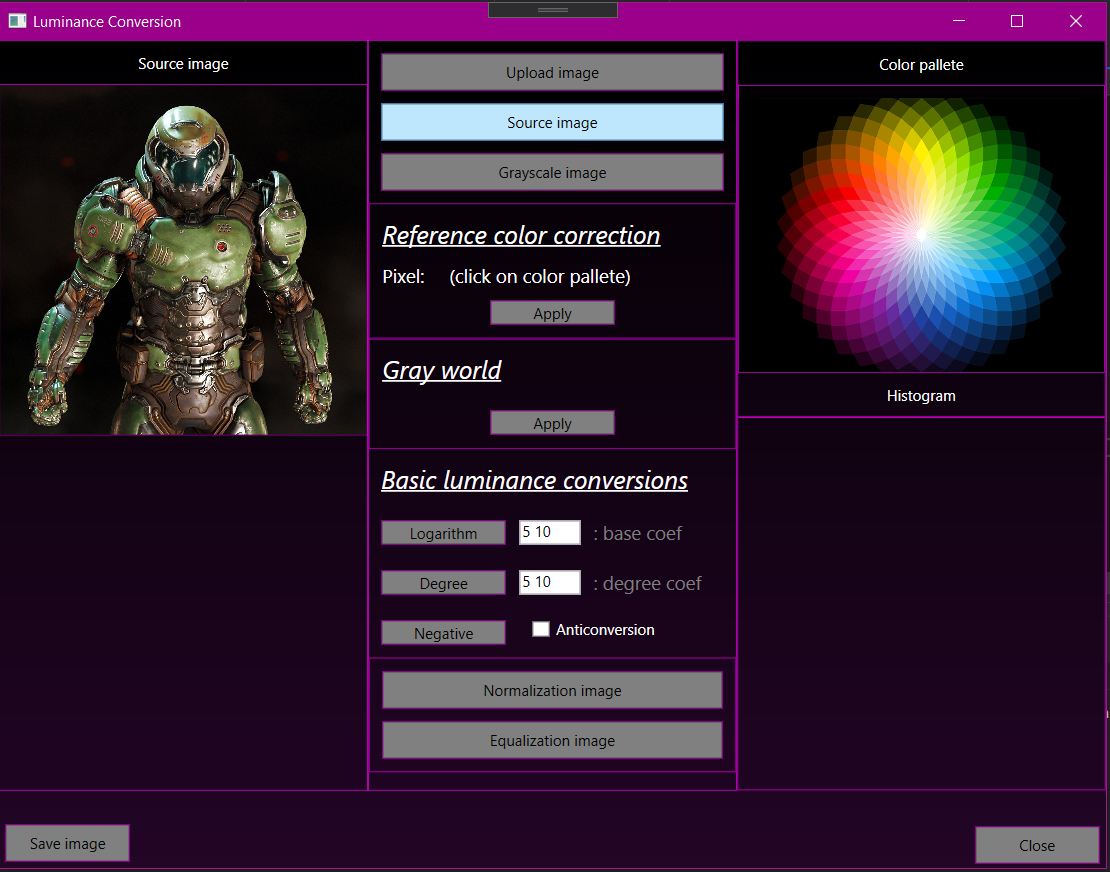 Luminance Conversion
Source image
Upload image
Source image
Grayscale image
Reference color correction
Pixel: (click on color pallete)
Apply
Gray world
Apply
Basic luminance conversions
Logarithm 5 10 : base coef
Degree 5 10 : degree coef
Negative Anticonversion
Normalization image
Equalization image
Color pallete
Histogram
Save image
Close